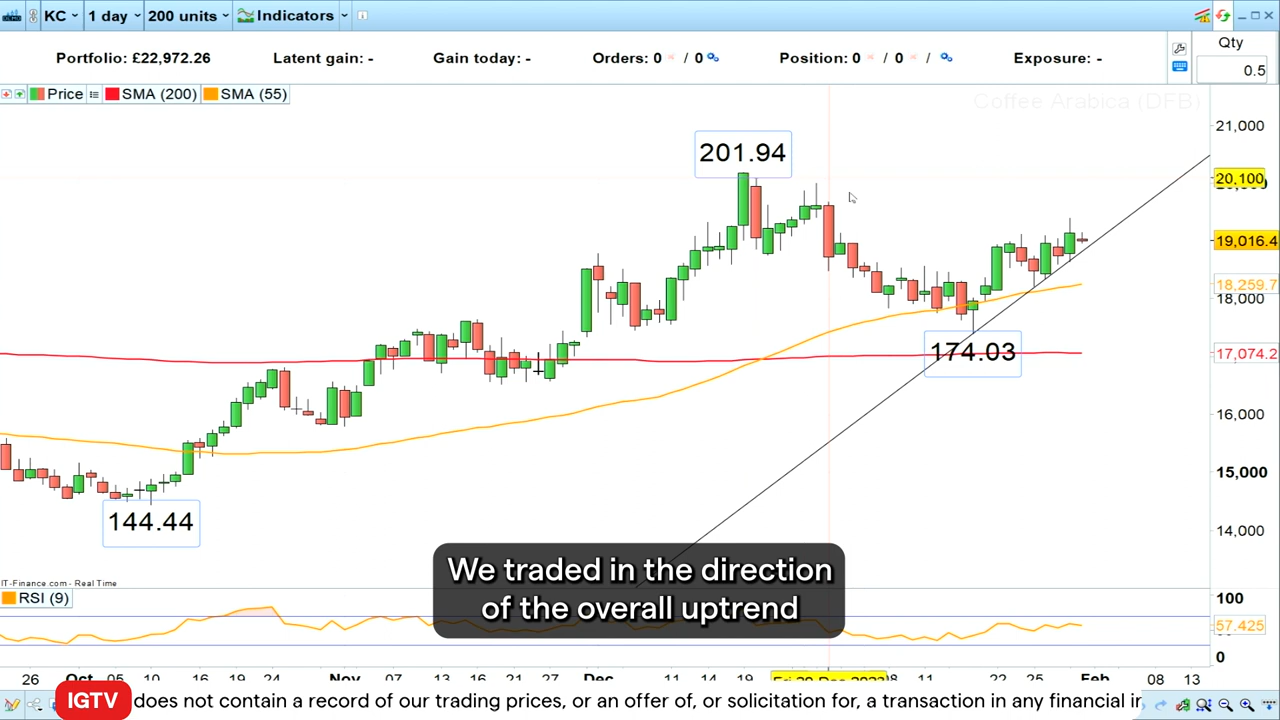 KC 1 day 200 units Indicators
Portfolio: £22,972.26 Latent gain: - Gain today: - Orders: 0 / 0 Position: 0 / 0 / Exposure: - Qty
0.5
Price SMA (200) SMA (55)
Coffee Arabica (DFB)
21,000
201.94
20,100
19,016.4
18,259.7
18,000
174.03
17,074.2
16,000
15,000
144.44
14,000
We traded in the direction
of the overall uptrend
IT-Finance.com - Real Time
RSI (9)
100
57.425
0
26 Oct 05 10 19 24 Nov 07 13 21 27 Dec 08 14 19 Fri 29 Dec 2023 11 22 25 Feb 08 13
IGTV does not contain a record of our trading prices, or an offer of, or solicitation for, a transaction in any financial in